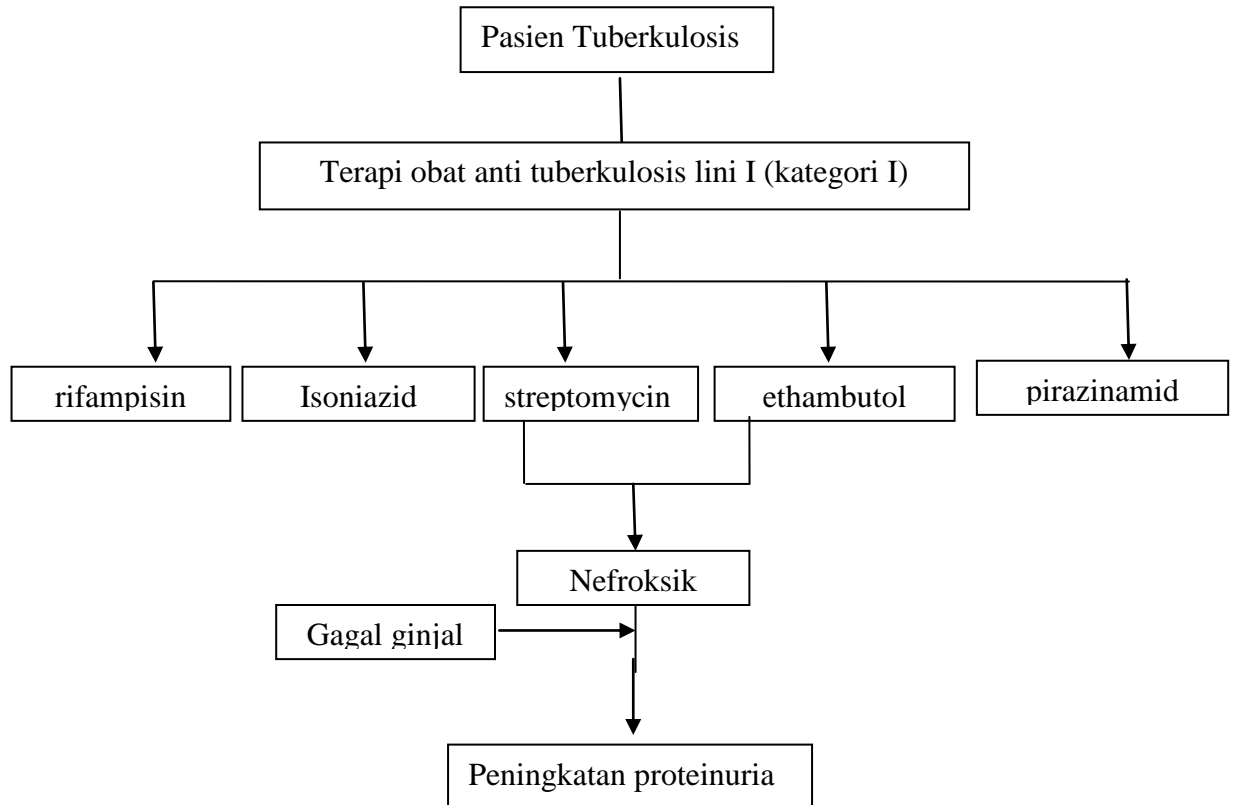 Pasien Tuberkulosis
Terapi obat anti tuberkulosis lini I (kategori I)
rifampisin
Isoniazid
streptomycin
ethambutol
pirazinamid
Nefroksik
Gagal ginjal
Peningkatan proteinuria